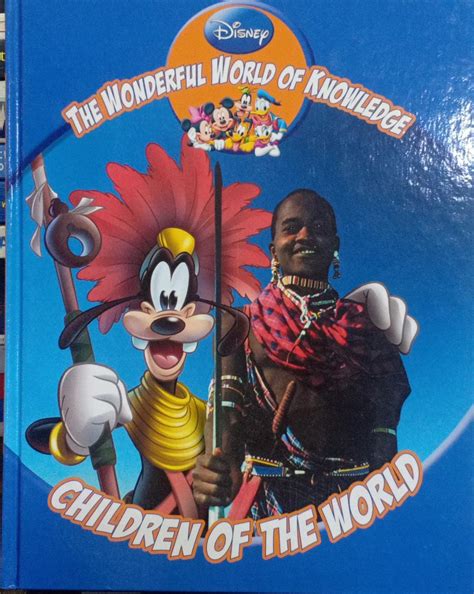 Disney
THE WONDERFUL WORLD OF KNOWLEDGE
CHILDREN OF THE WORLD